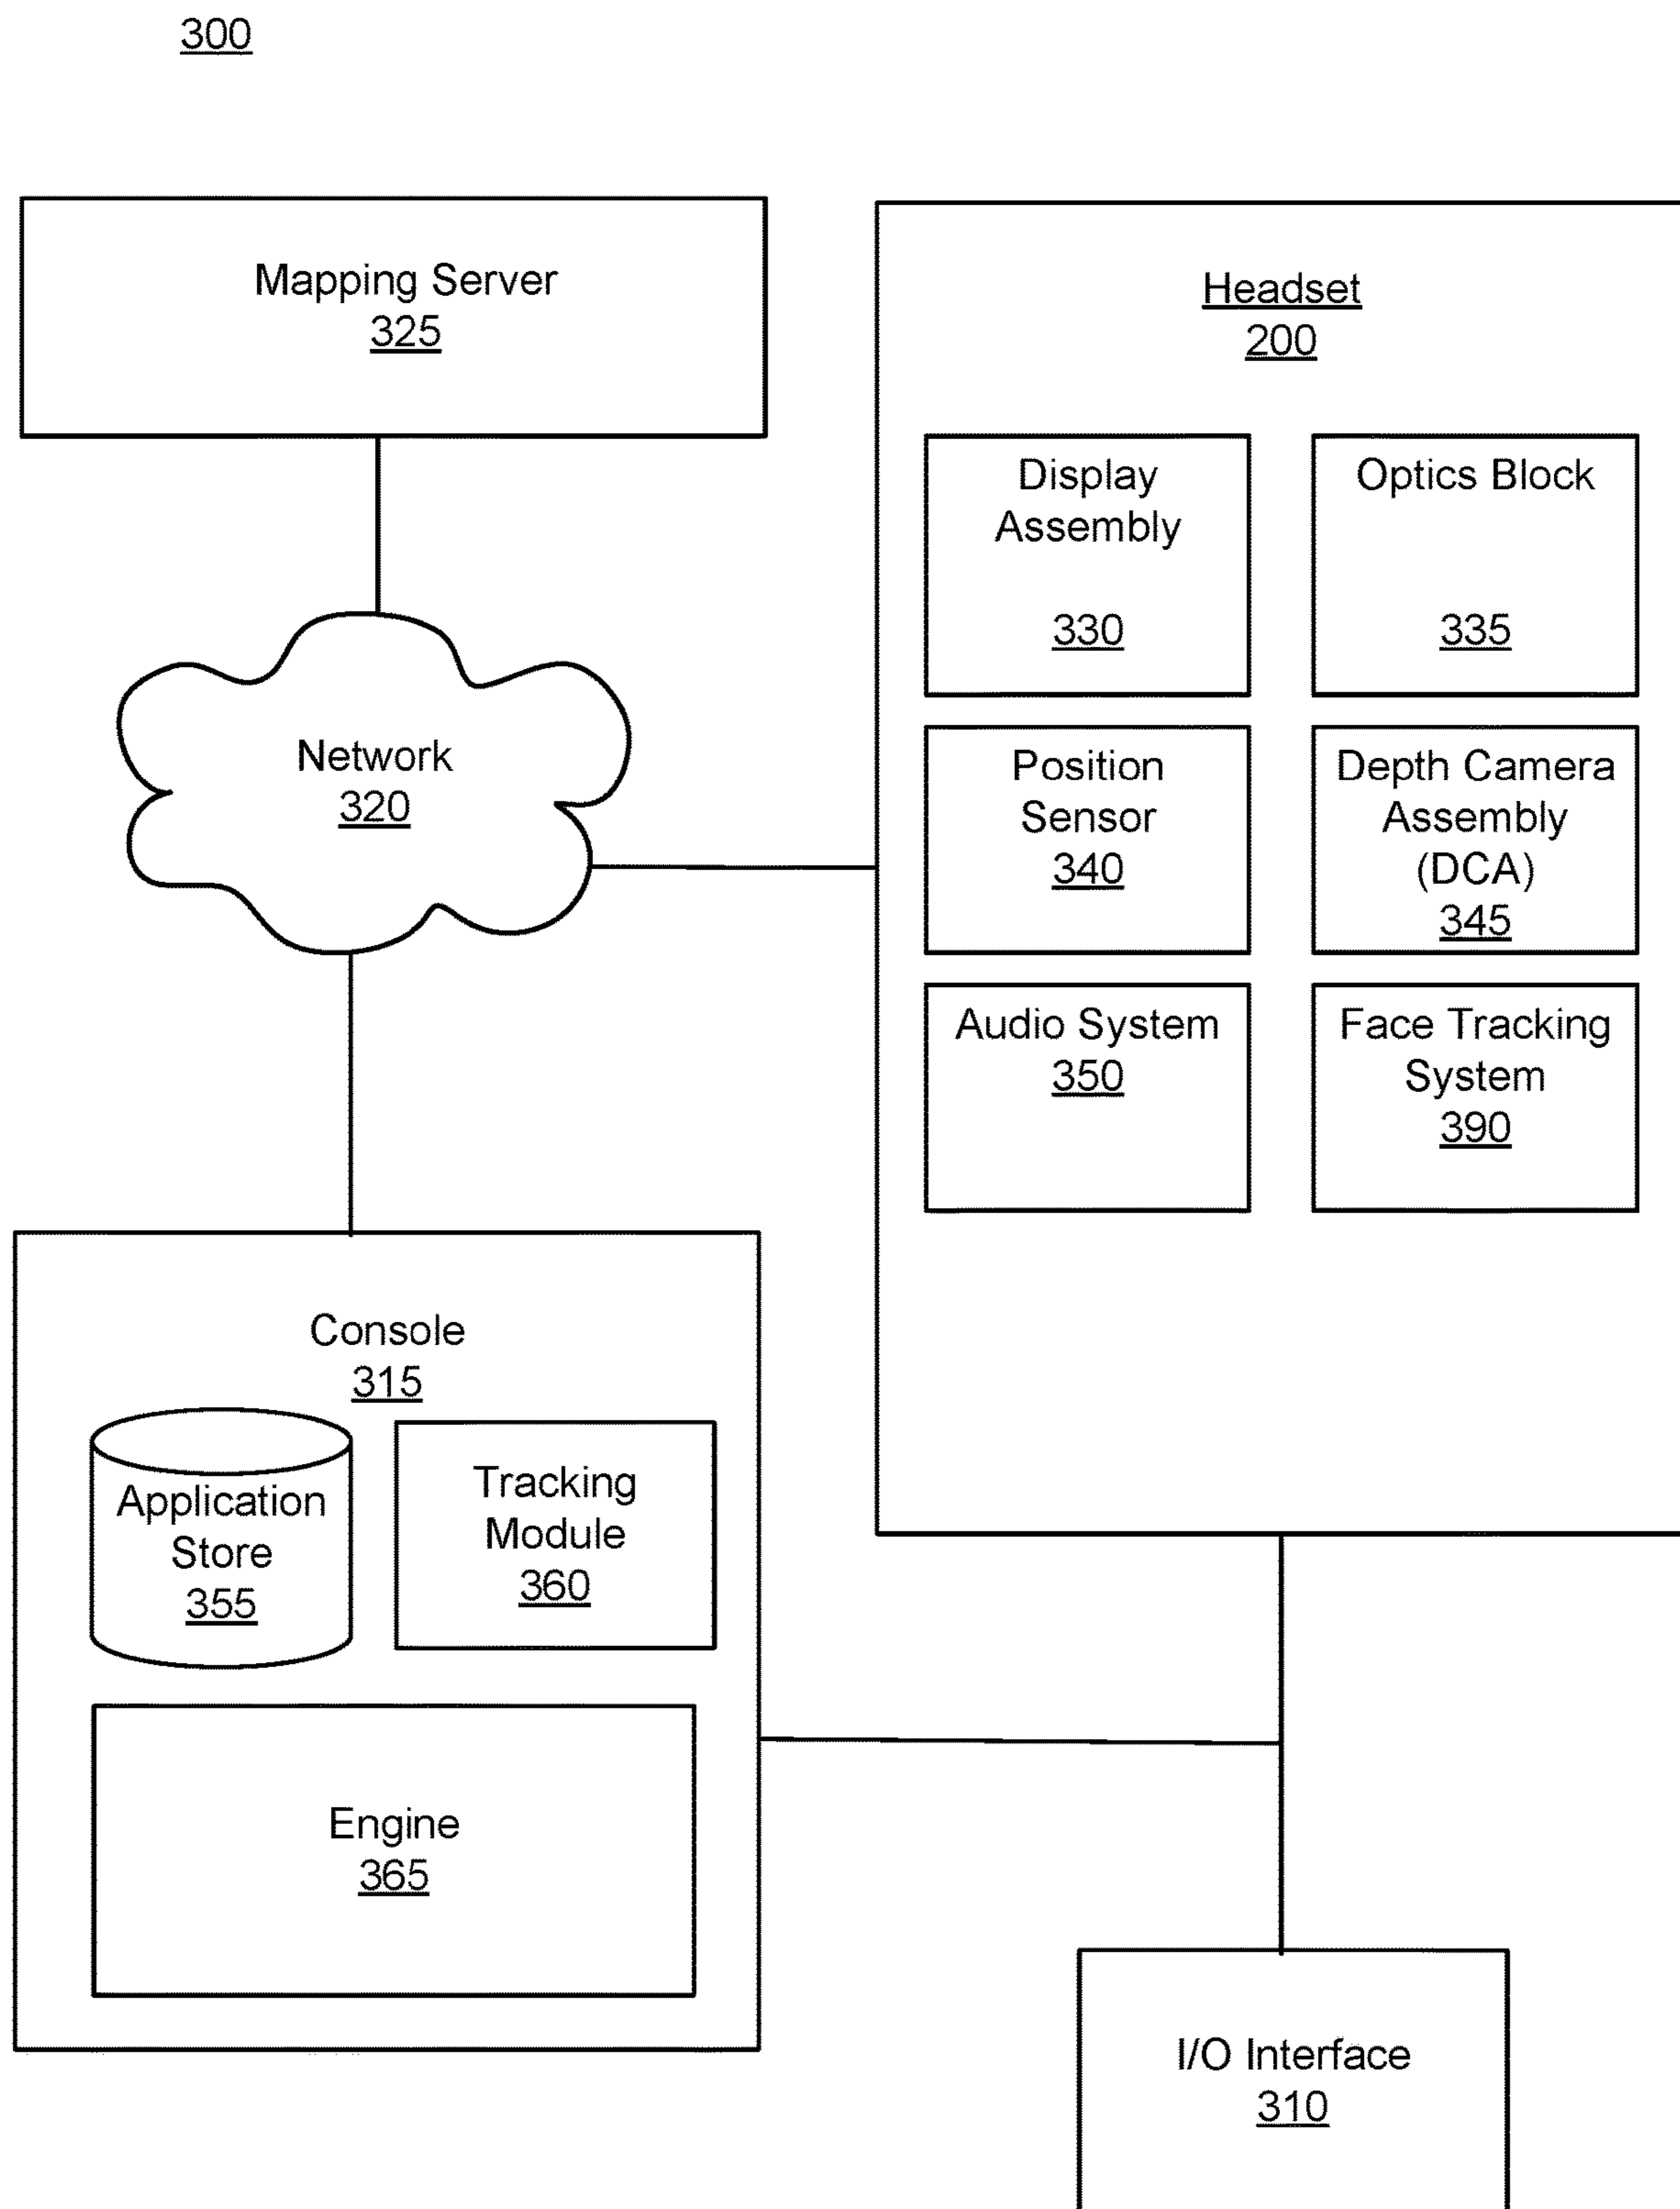 300
Mapping Server
325
Headset
200
Display
Assembly
330
Optics Block
335
Network
320
Position
Sensor
340
Depth Camera
Assembly
(DCA)
345
Audio System
350
Face Tracking
System
390
Console
315
Application
Store
355
Tracking
Module
360
Engine
365
I/O Interface
310